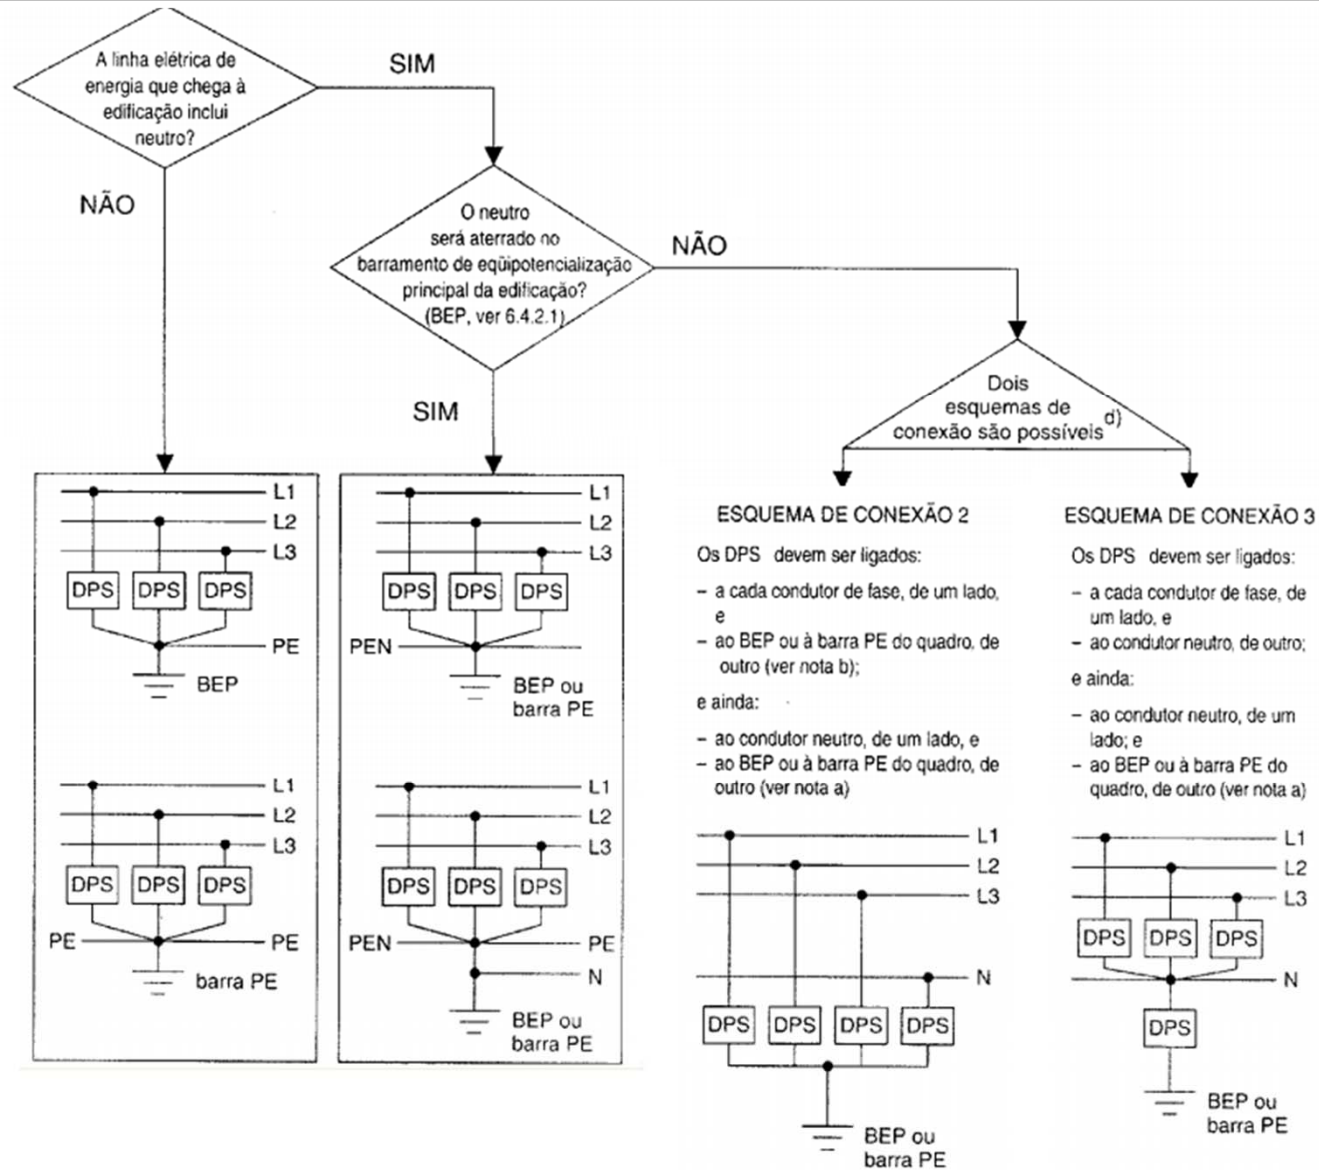 A linha elétrica de
energia que chega à
edificação inclui
neutro?
SIM
NÃO
O neutro
será aterrado no
barramento de eqüipotencialização
principal da edificação?
(BEP, ver 6.4.2.1)
NÃO
SIM
Dois
esquemas de
conexão são possíveis d)
L1
L2
L3
DPS DPS DPS
PE
BEP
L1
L2
L3
DPS DPS DPS
PE PE
barra PE
L1
L2
L3
DPS DPS DPS
PEN
BEP ou
barra PE
L1
L2
L3
DPS DPS DPS
PEN PE
N
BEP ou
barra PE
ESQUEMA DE CONEXÃO 2
Os DPS devem ser ligados:
– a cada condutor de fase, de um lado,
e
– ao BEP ou à barra PE do quadro, de
outro (ver nota b);
e ainda:
– ao condutor neutro, de um lado, e
– ao BEP ou à barra PE do quadro, de
outro (ver nota a)
L1
L2
L3
N
DPS DPS DPS DPS
BEP ou
barra PE
ESQUEMA DE CONEXÃO 3
Os DPS devem ser ligados:
– a cada condutor de fase, de
um lado, e
– ao condutor neutro, de outro;
e ainda:
– ao condutor neutro, de um
lado; e
– ao BEP ou à barra PE do
quadro, de outro (ver nota a)
L1
L2
L3
DPS DPS DPS
N
DPS
BEP ou
barra PE